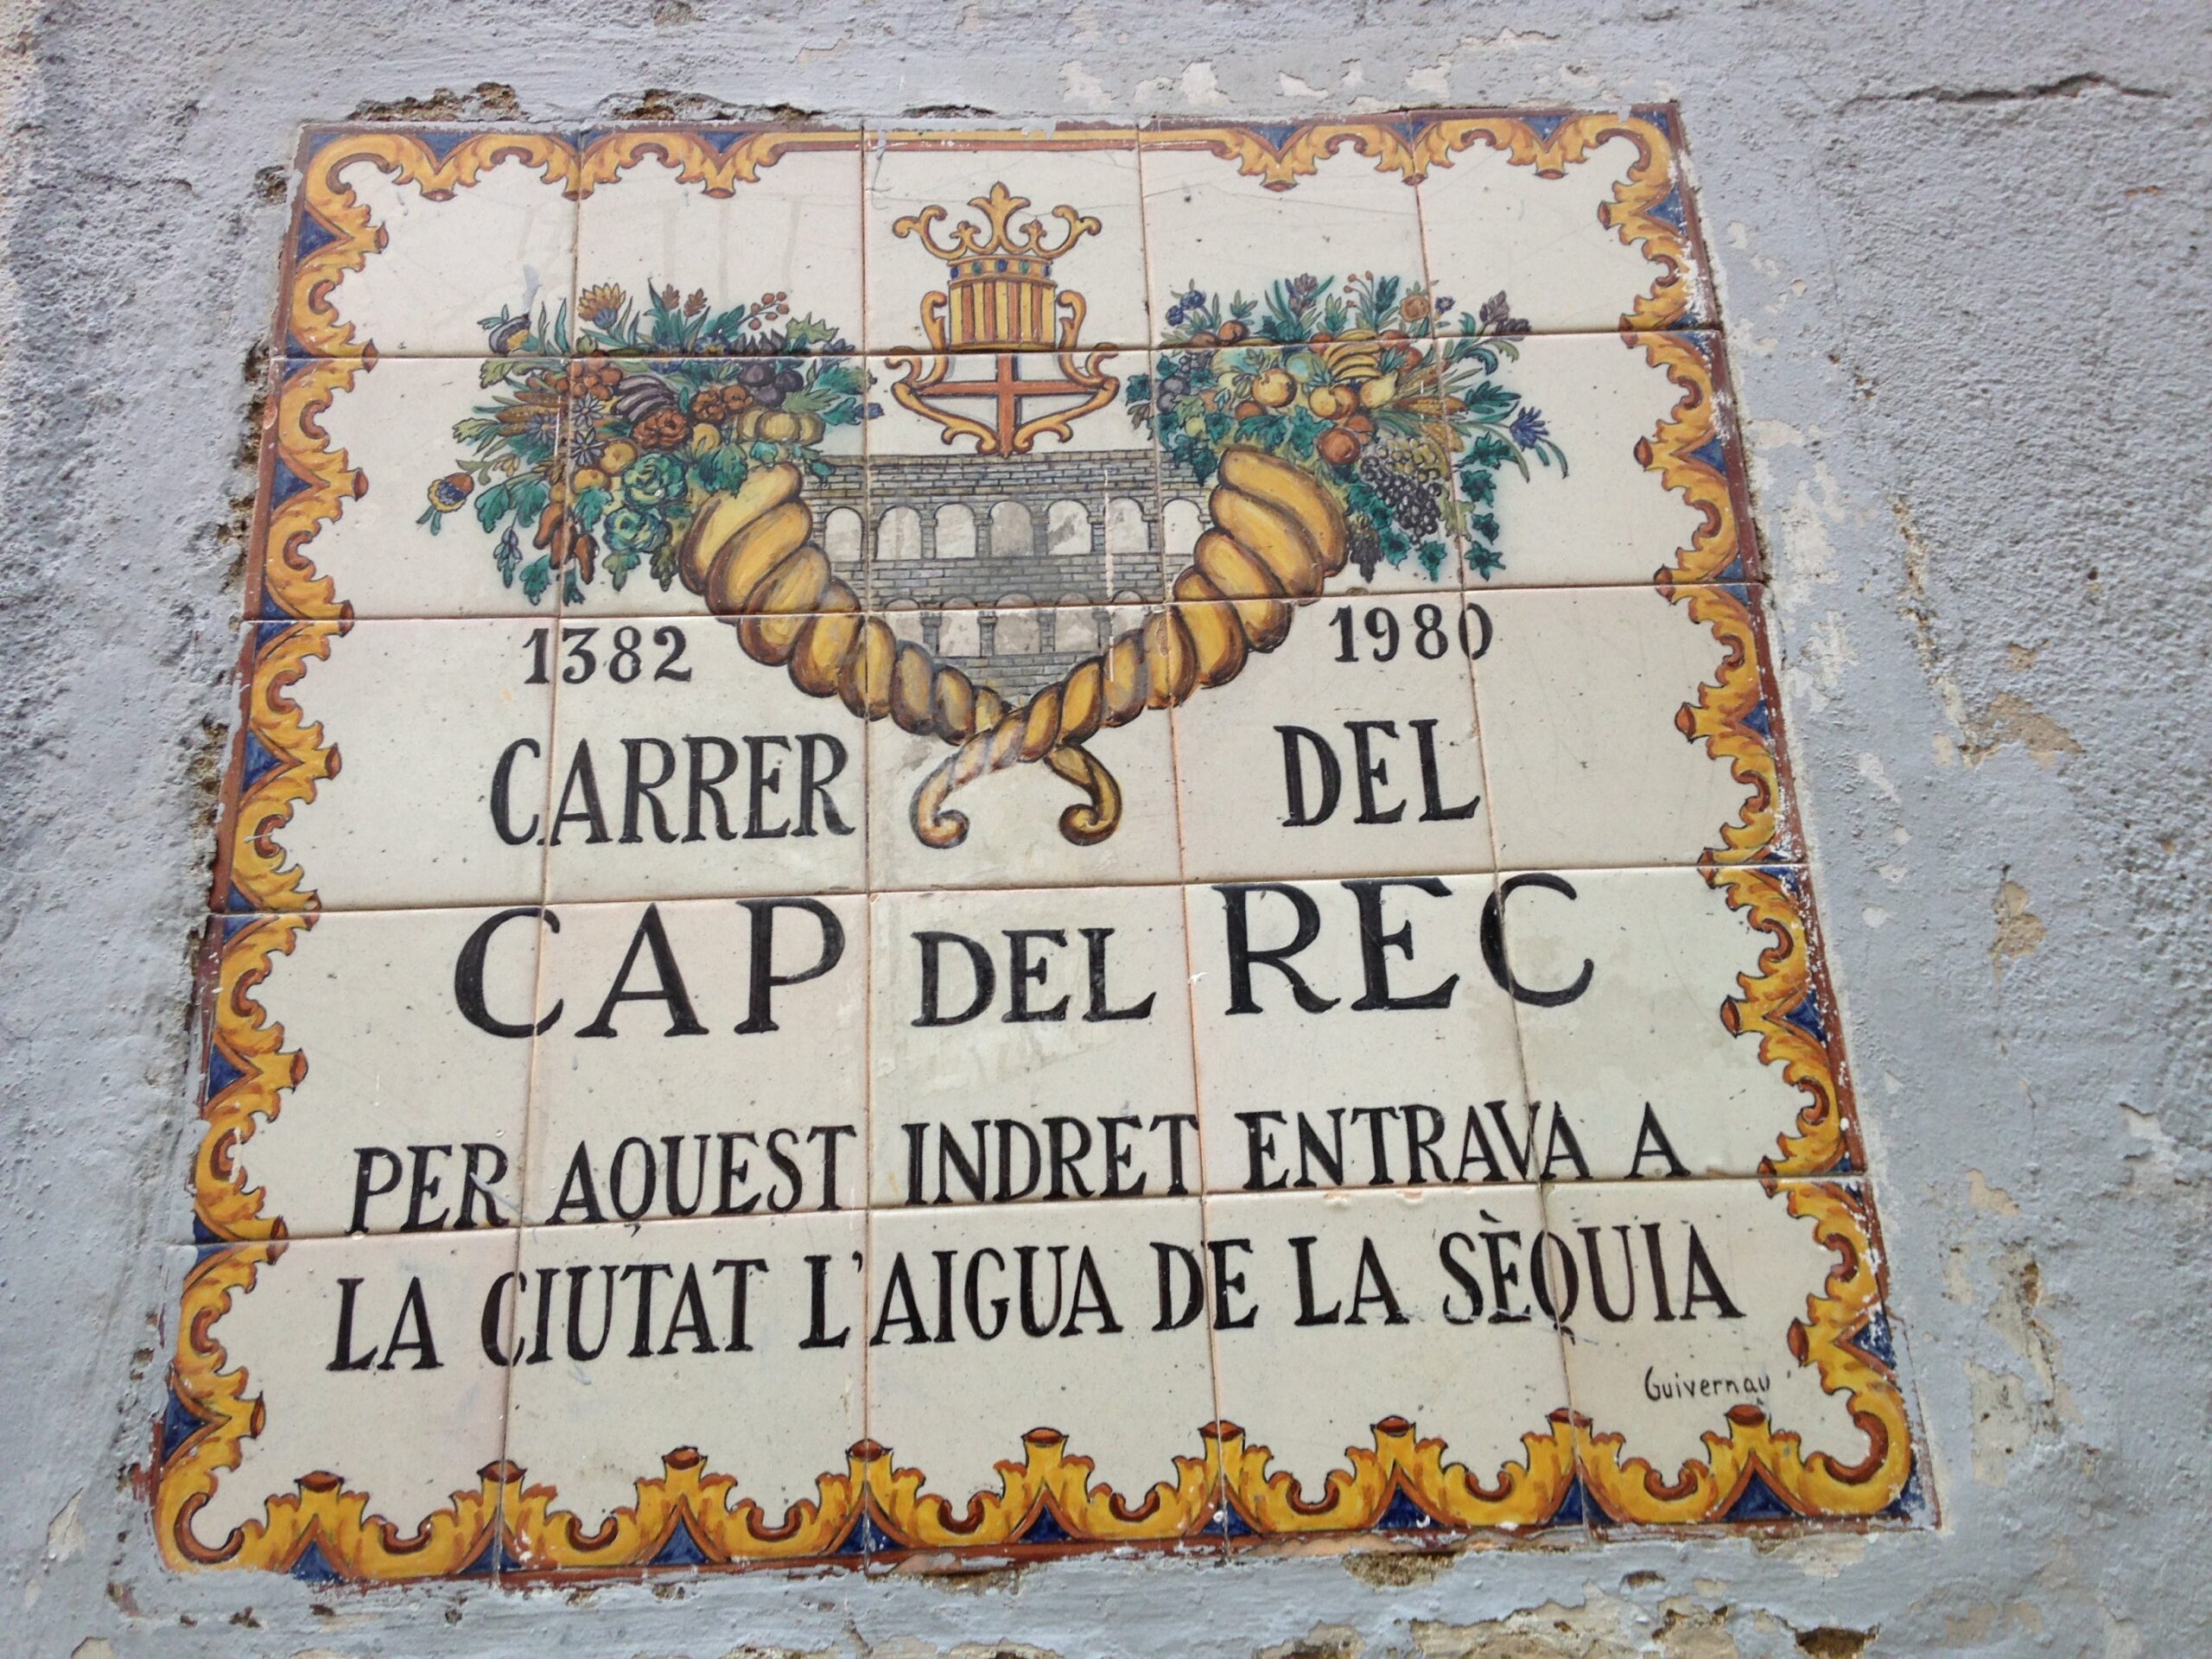 1382 1980
CARRER DEL
CAP DEL REC
PER AQUEST INDRET ENTRAVA A
LA CIUTAT L'AIGUA DE LA SÈQUIA
Guivernau